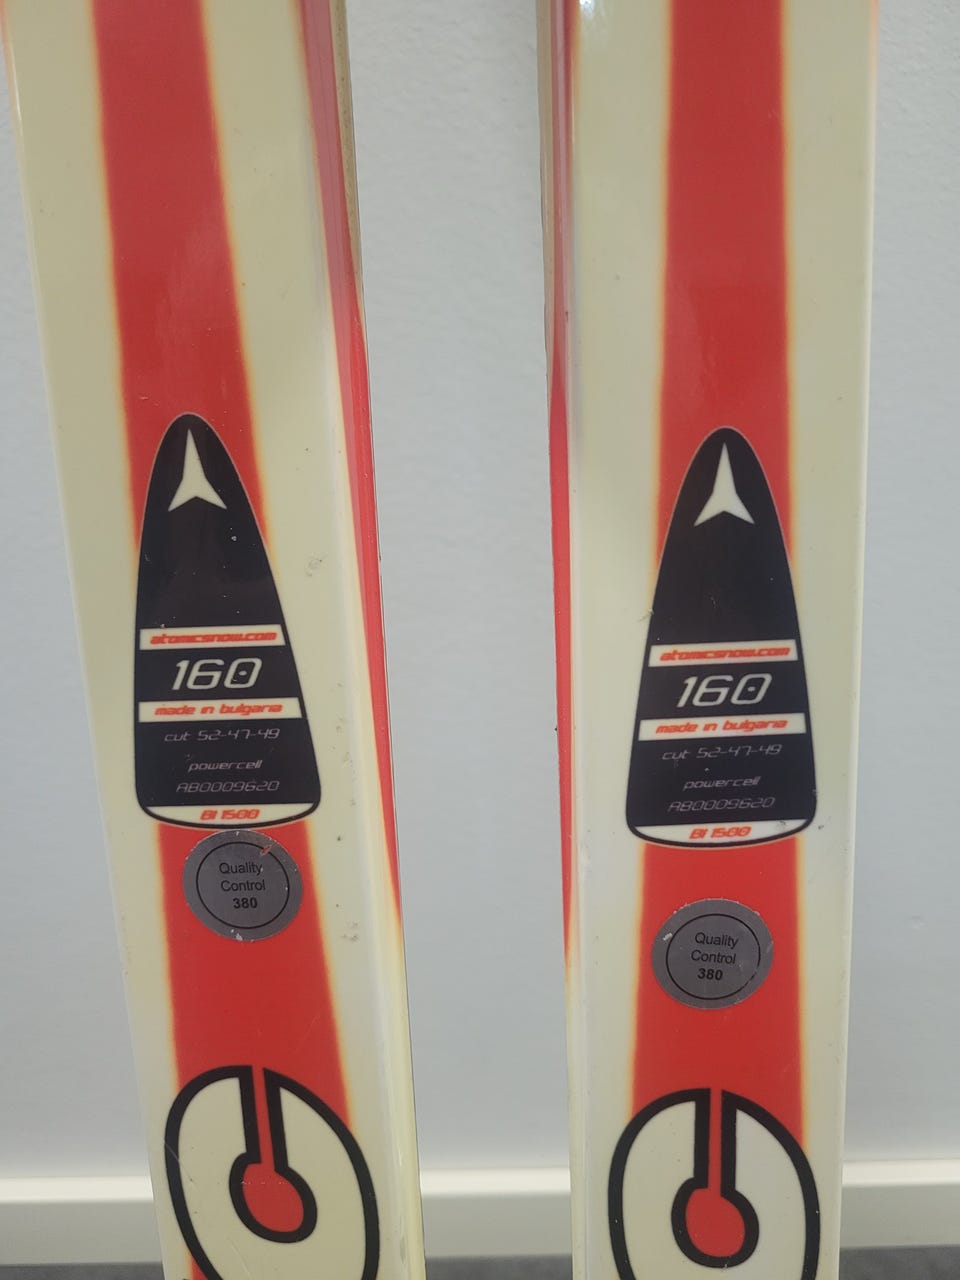 atomicsnow.com
160
made in bulgaria
cut 52-47-49
powercell
AB0009620
BI 1500
Quality
Control
380
atomicsnow.com
160
made in bulgaria
cut 52-47-49
powercell
AB0009620
BI 1500
Quality
Control
380